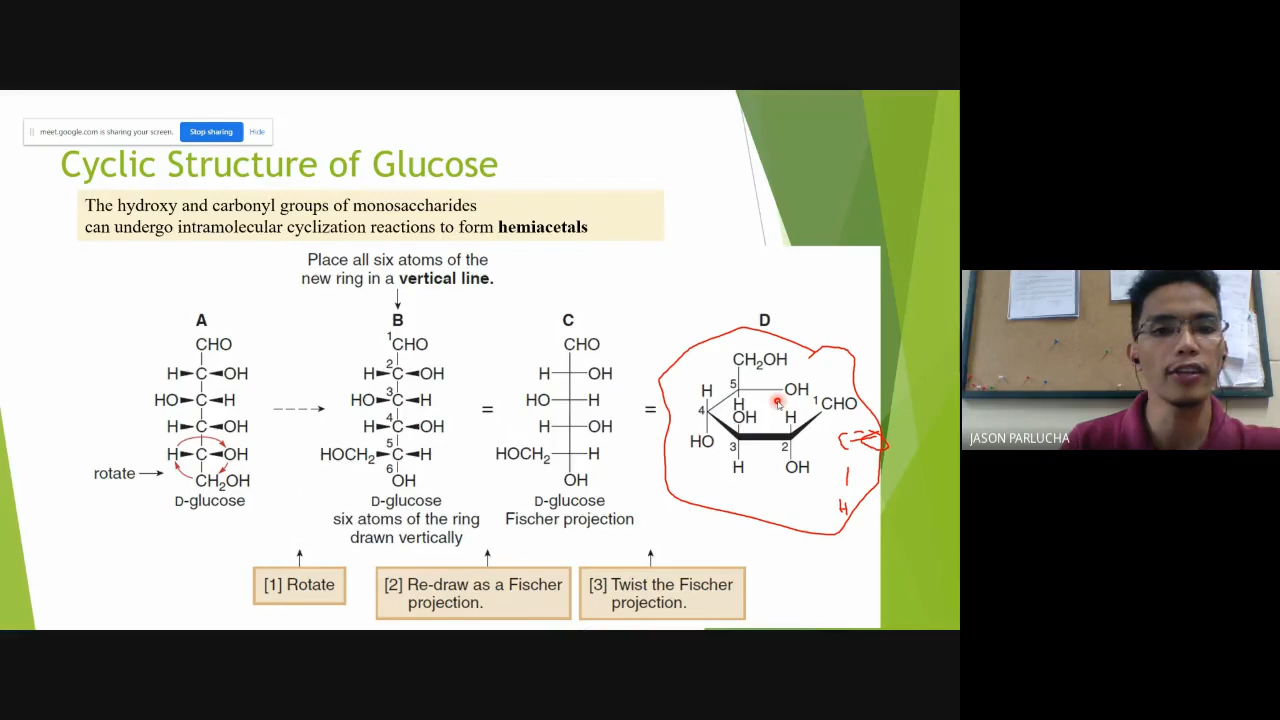 meet.google.com is sharing your screen.
Stop sharing
Hide
Cyclic Structure of Glucose
The hydroxy and carbonyl groups of monosaccharides
can undergo intramolecular cyclization reactions to form hemiacetals
Place all six atoms of the
new ring in a vertical line.
A
CHO
H C OH
HO C H
H C OH
H C OH
CH2OH
rotate
D-glucose
B
1 CHO
2
H C OH
3
HO C H
4
H C OH
5
HOCH2 C H
6 OH
D-glucose
six atoms of the ring
drawn vertically
=
C
CHO
H OH
HO H
H OH
HOCH2 H
OH
D-glucose
Fischer projection
=
D
CH2OH
H 5 OH
H 1 CHO
4 OH H
HO 3 2
H OH
C
H
[1] Rotate
[2] Re-draw as a Fischer
projection.
[3] Twist the Fischer
projection.
JASON PARLUCHA